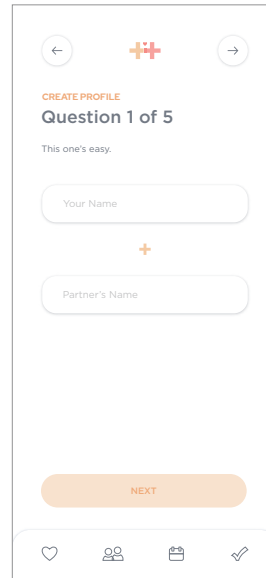 CREATE PROFILE
Question 1 of 5
This one's easy.
Your Name
+
Partner's Name
NEXT